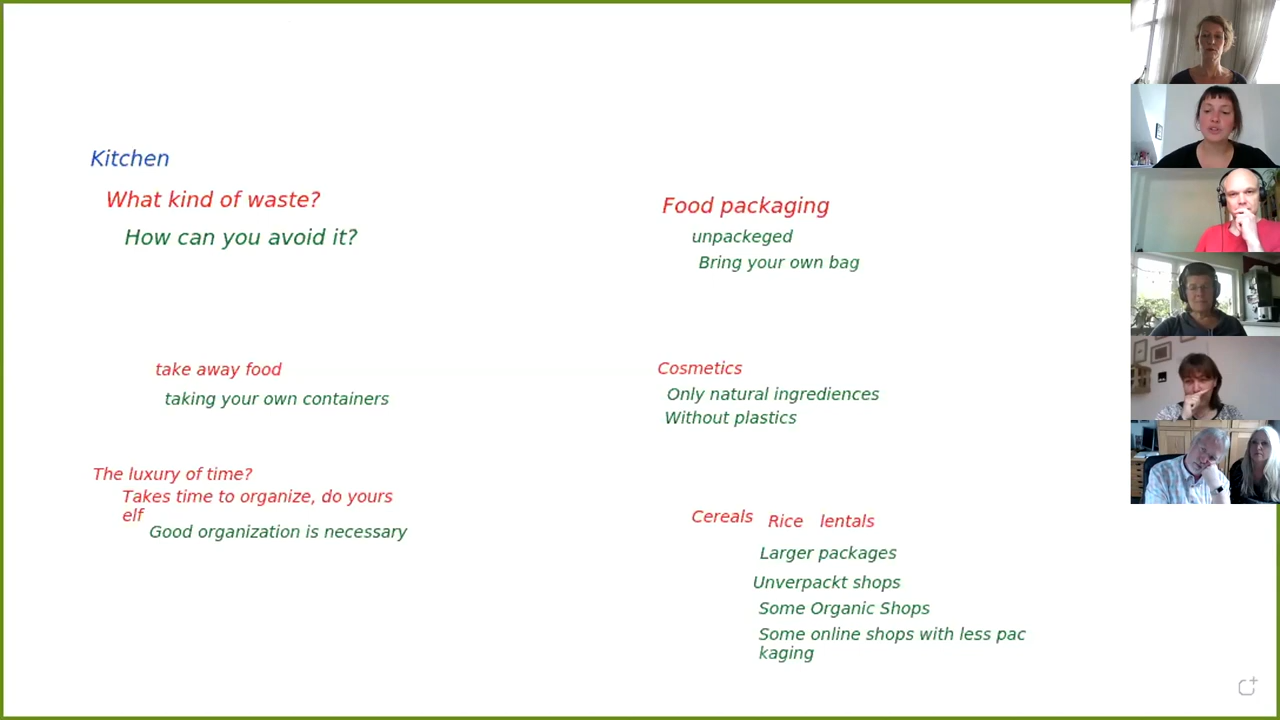 Kitchen
What kind of waste?
How can you avoid it?
Food packaging
unpackeged
Bring your own bag
take away food
taking your own containers
Cosmetics
Only natural ingrediences
Without plastics
The luxury of time?
Takes time to organize, do yours
elf
Good organization is necessary
Cereals Rice lentals
Larger packages
Unverpackt shops
Some Organic Shops
Some online shops with less pac
kaging